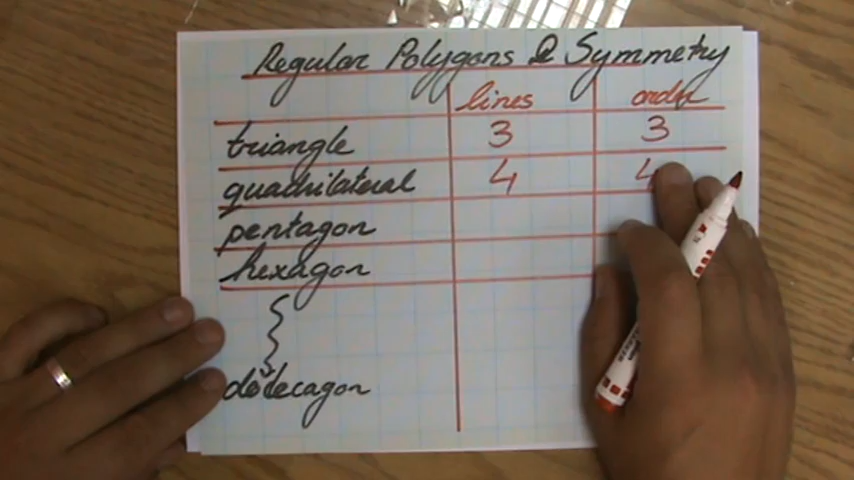 Regular Polygons & Symmetry
lines order
triangle 3 3
quadrilateral 4 4
pentagon
hexagon
dodecagon